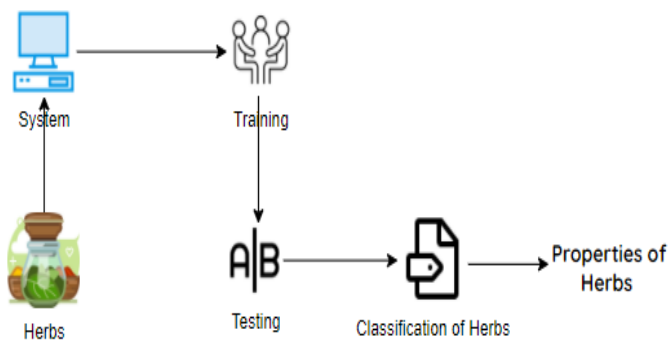 System
Training
A|B
Properties of
Herbs
Herbs
Testing
Classification of Herbs